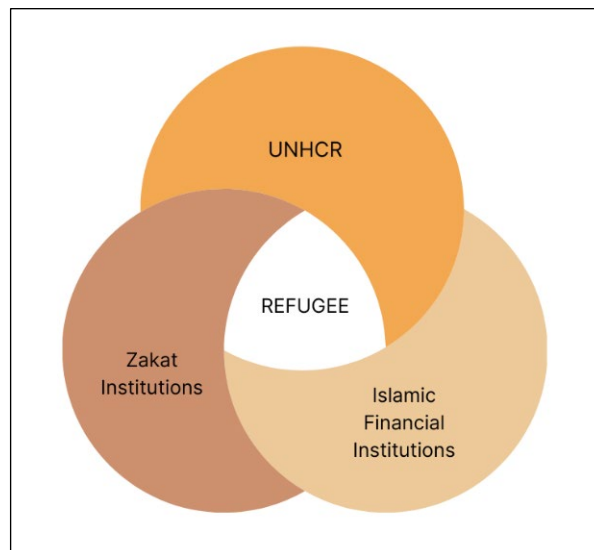 UNHCR
REFUGEE
Zakat
Institutions
Islamic
Financial
Institutions